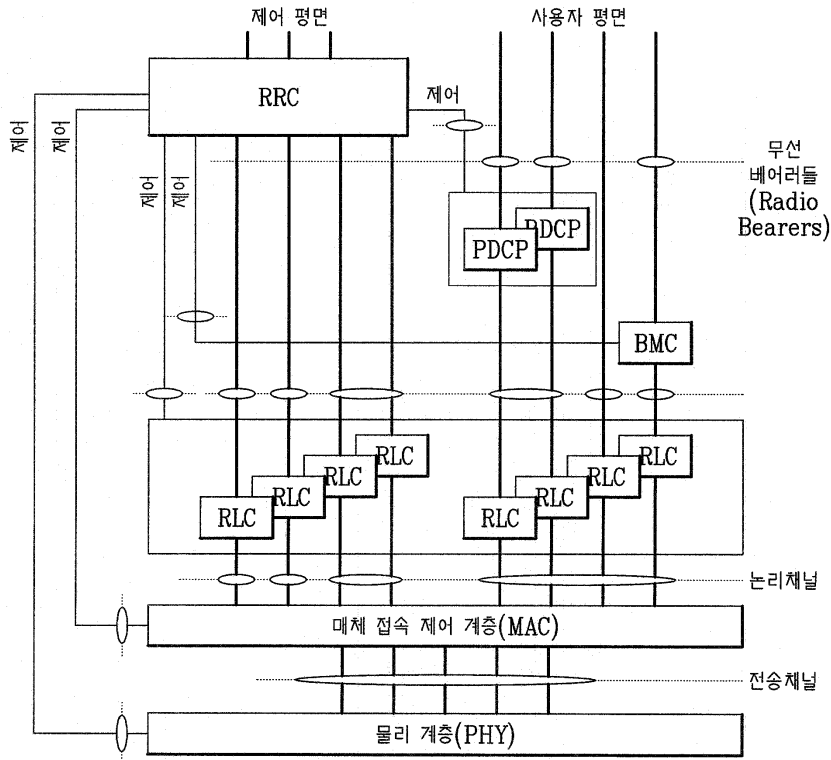 제어 평면
사용자 평면
RRC
제어
제어
제어
제어
제어
무선
베어러들
(Radio
Bearers)
PDCP
PDCP
BMC
RLC
RLC
RLC
RLC
RLC
RLC
RLC
RLC
논리채널
매체 접속 제어 계층(MAC)
전송채널
물리 계층(PHY)